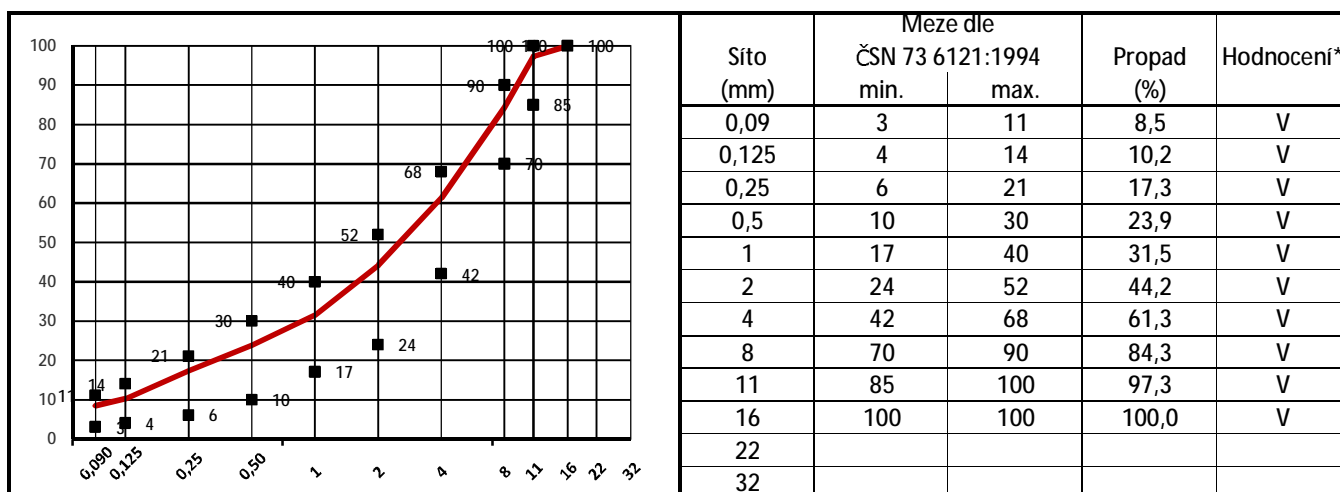 100
90
80
70
60
50
40
30
20
10
0
100 100 100
90
85
68
70
52
42
40
30
24
21
17
14
11
10
6
4
3
0,090 0,125 0,25 0,50 1 2 4 8 11 16 22 32
Meze dle
Síto ČSN 73 6121:1994 Propad Hodnocení*
(mm) min. max. (%)
0,09 3 11 8,5 V
0,125 4 14 10,2 V
0,25 6 21 17,3 V
0,5 10 30 23,9 V
1 17 40 31,5 V
2 24 52 44,2 V
4 42 68 61,3 V
8 70 90 84,3 V
11 85 100 97,3 V
16 100 100 100,0 V
22
32